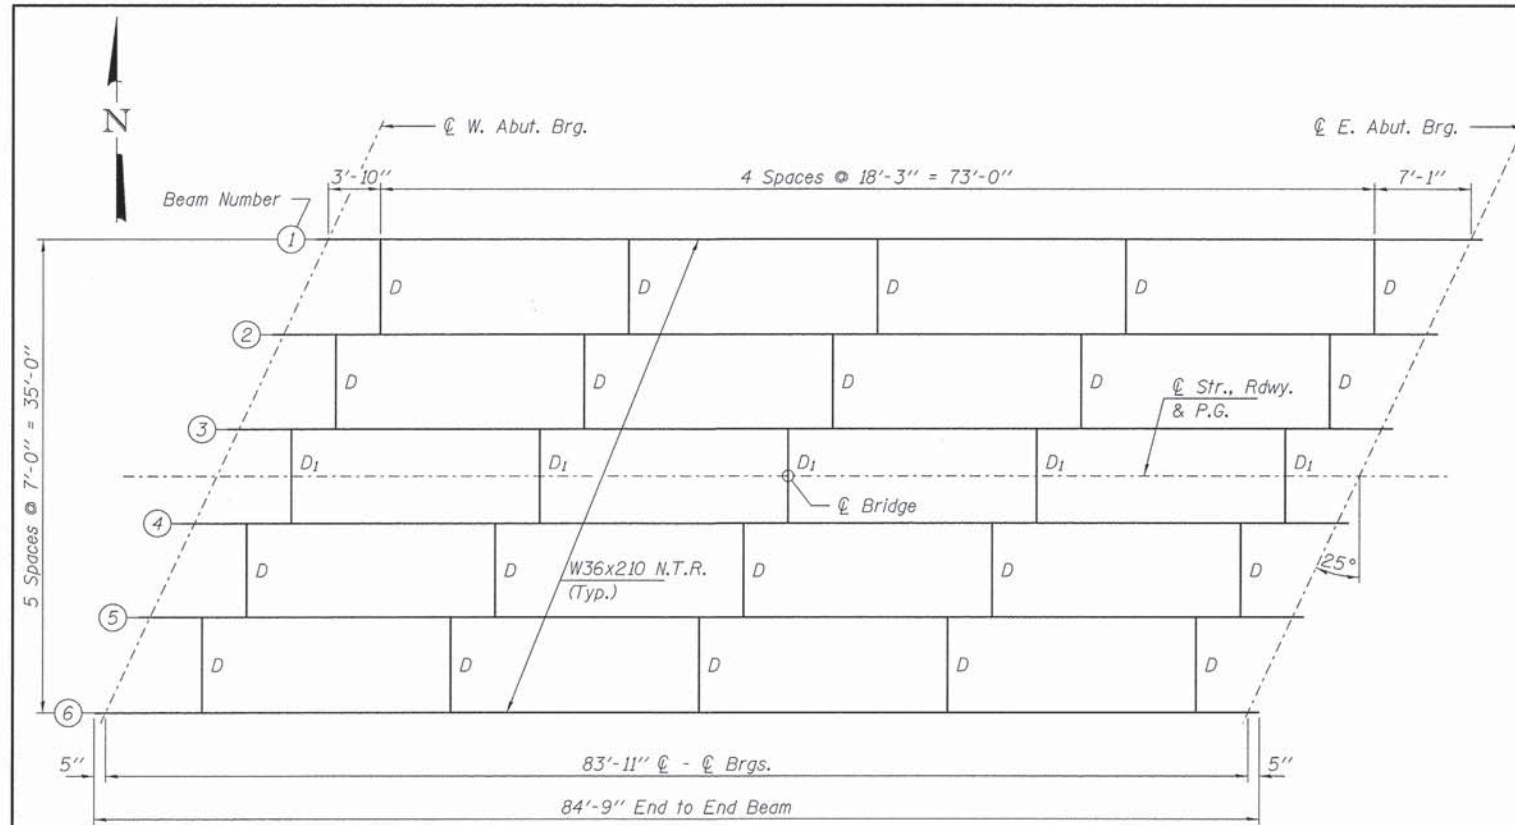 N
℄ W. Abut. Brg.
℄ E. Abut. Brg.
3'-10"
4 Spaces @ 18'-3" = 73'-0"
7'-1"
Beam Number
1
D
D
D
D
D
2
D
D
D
D
D
℄ Str., Rdwy.
& P.G.
3
D1
D1
D1
D1
D1
℄ Bridge
4
5 Spaces @ 7'-0" = 35'-0"
25°
W36x210 N.T.R.
(Typ.)
D
D
D
D
D
5
D
D
D
D
D
6
5"
83'-11" ℄ - ℄ Brgs.
5"
84'-9" End to End Beam